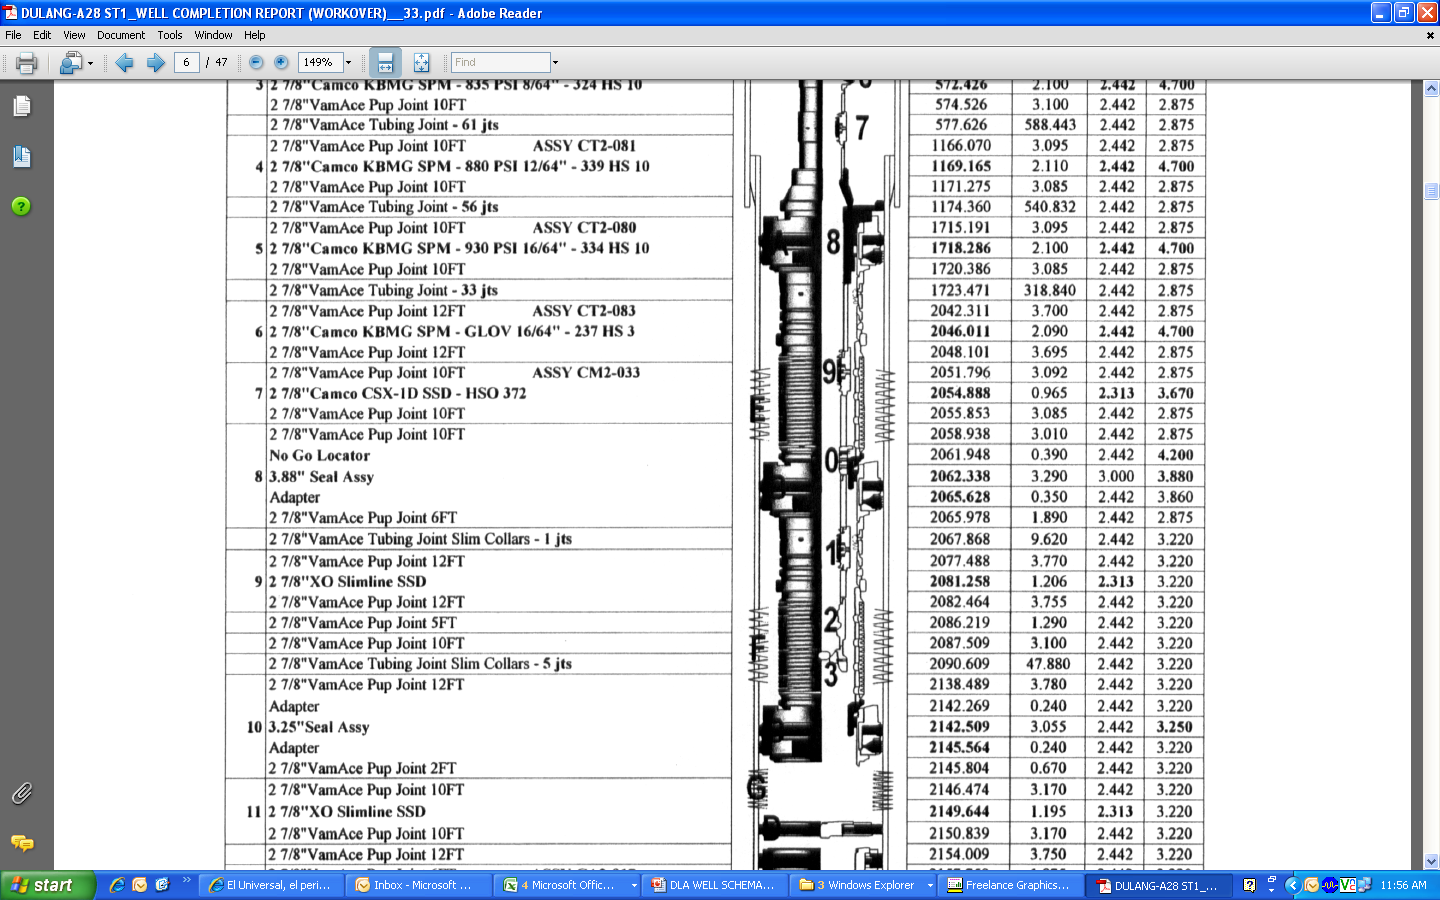 DULANG-A28 ST1_WELL COMPLETION REPORT (WORKOVER)__33.pdf - Adobe Reader
File Edit View Document Tools Window Help
6 / 47 149% Find
3 2 7/8"Camco KBMG SPM - 835 PSI 8/64" - 324 HS 10 572.426 2.100 2.442 4.700
2 7/8"VamAce Pup Joint 10FT 574.526 3.100 2.442 2.875
2 7/8"VamAce Tubing Joint - 61 jts 577.626 588.443 2.442 2.875
7
2 7/8"VamAce Pup Joint 10FT ASSY CT2-081 1166.070 3.095 2.442 2.875
4 2 7/8"Camco KBMG SPM - 880 PSI 12/64" - 339 HS 10 1169.165 2.110 2.442 4.700
2 7/8"VamAce Pup Joint 10FT 1171.275 3.085 2.442 2.875
2 7/8"VamAce Tubing Joint - 56 jts 1174.360 540.832 2.442 2.875
2 7/8"VamAce Pup Joint 10FT ASSY CT2-080 1715.191 3.095 2.442 2.875
8
5 2 7/8"Camco KBMG SPM - 930 PSI 16/64" - 334 HS 10 1718.286 2.100 2.442 4.700
2 7/8"VamAce Pup Joint 10FT 1720.386 3.085 2.442 2.875
2 7/8"VamAce Tubing Joint - 33 jts 1723.471 318.840 2.442 2.875
2 7/8"VamAce Pup Joint 12FT ASSY CT2-083 2042.311 3.700 2.442 2.875
6 2 7/8"Camco KBMG SPM - GLOV 16/64" - 237 HS 3 2046.011 2.090 2.442 4.700
2 7/8"VamAce Pup Joint 12FT 2048.101 3.695 2.442 2.875
2 7/8"VamAce Pup Joint 10FT ASSY CM2-033 9 2051.796 3.092 2.442 2.875
7 2 7/8"Camco CSX-1D SSD - HSO 372 2054.888 0.965 2.313 3.670
2 7/8"VamAce Pup Joint 10FT E 2055.853 3.085 2.442 2.875
2 7/8"VamAce Pup Joint 10FT 2058.938 3.010 2.442 2.875
No Go Locator 0 2061.948 0.390 2.442 4.200
8 3.88" Seal Assy 2062.338 3.290 3.000 3.880
Adapter 2065.628 0.350 2.442 3.860
2 7/8"VamAce Pup Joint 6FT 2065.978 1.890 2.442 2.875
2 7/8"VamAce Tubing Joint Slim Collars - 1 jts 1 2067.868 9.620 2.442 3.220
2 7/8"VamAce Pup Joint 12FT 2077.488 3.770 2.442 3.220
9 2 7/8"XO Slimline SSD 2081.258 1.206 2.313 3.220
2 7/8"VamAce Pup Joint 12FT 2082.464 3.755 2.442 3.220
2 7/8"VamAce Pup Joint 5FT 2 2086.219 1.290 2.442 3.220
2 7/8"VamAce Pup Joint 10FT F 2087.509 3.100 2.442 3.220
2 7/8"VamAce Tubing Joint Slim Collars - 5 jts 3 2090.609 47.880 2.442 3.220
2 7/8"VamAce Pup Joint 12FT 2138.489 3.780 2.442 3.220
Adapter 2142.269 0.240 2.442 3.220
10 3.25"Seal Assy 2142.509 3.055 2.442 3.250
Adapter 2145.564 0.240 2.442 3.220
2 7/8"VamAce Pup Joint 2FT 2145.804 0.670 2.442 3.220
2 7/8"VamAce Pup Joint 10FT G 2146.474 3.170 2.442 3.220
11 2 7/8"XO Slimline SSD 2149.644 1.195 2.313 3.220
2 7/8"VamAce Pup Joint 10FT 2150.839 3.170 2.442 3.220
2 7/8"VamAce Pup Joint 12FT 2154.009 3.750 2.442 3.220
start El Universal, el peri... Inbox - Microsoft ... 4 Microsoft Offic... DLA WELL SCHEMA... 3 Windows Explorer Freelance Graphics... DULANG-A28 ST1_... 11:56 AM